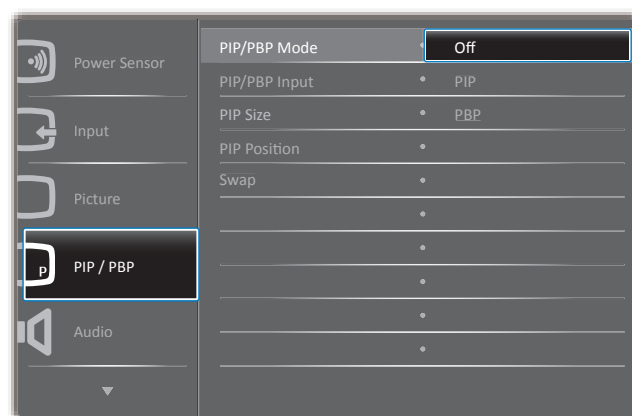 Power Sensor
Input
Picture
P
PIP / PBP
Audio
PIP/PBP Mode Off
PIP/PBP Input PIP
PIP Size PBP
PIP Position
Swap